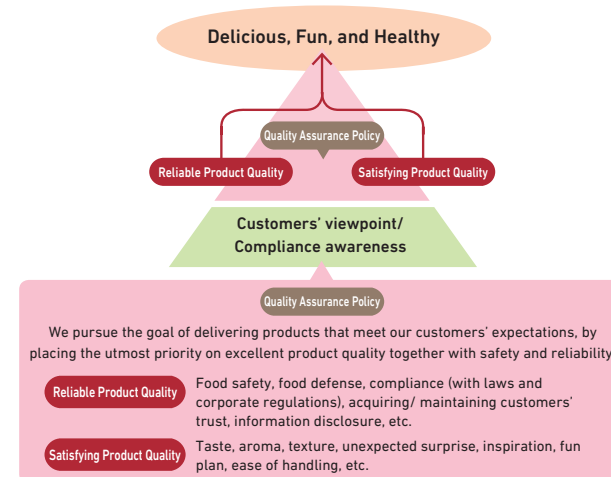 Delicious, Fun, and Healthy
Quality Assurance Policy
Reliable Product Quality
Satisfying Product Quality
Customers' viewpoint/
Compliance awareness
Quality Assurance Policy
We pursue the goal of delivering products that meet our customers' expectations, by
placing the utmost priority on excellent product quality together with safety and reliability
Reliable Product Quality
Food safety, food defense, compliance (with laws and
corporate regulations), acquiring/ maintaining customers'
trust, information disclosure, etc.
Satisfying Product Quality
Taste, aroma, texture, unexpected surprise, inspiration, fun
plan, ease of handling, etc.